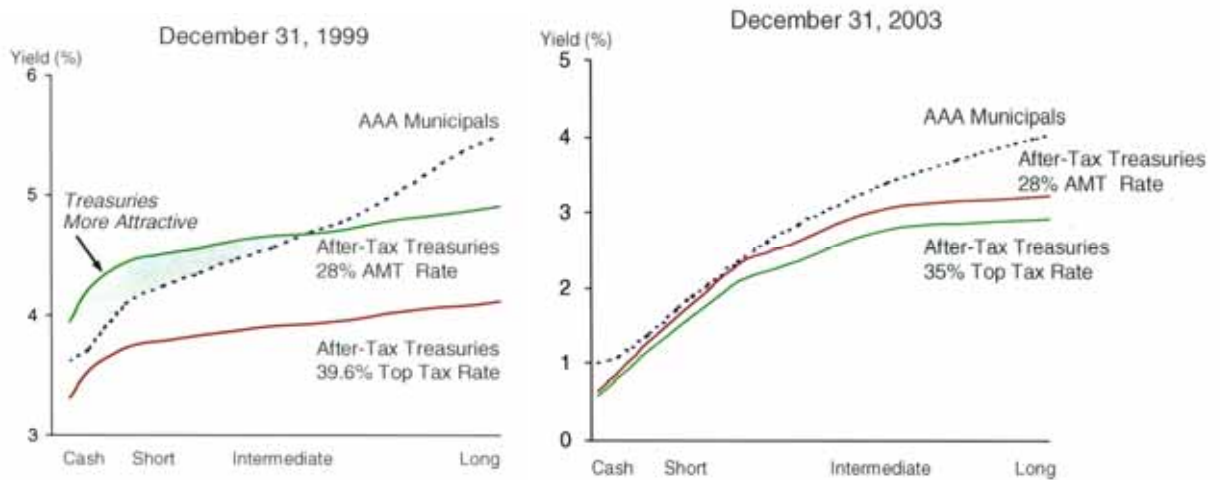 December 31, 1999
Yield (%)
6
5
4
3
AAA Municipals
Treasuries
More Attractive
After-Tax Treasuries
28% AMT Rate
After-Tax Treasuries
39.6% Top Tax Rate
Cash Short Intermediate Long
December 31, 2003
Yield (%)
5
4
3
2
1
0
AAA Municipals
After-Tax Treasuries
28% AMT Rate
After-Tax Treasuries
35% Top Tax Rate
Cash Short Intermediate Long